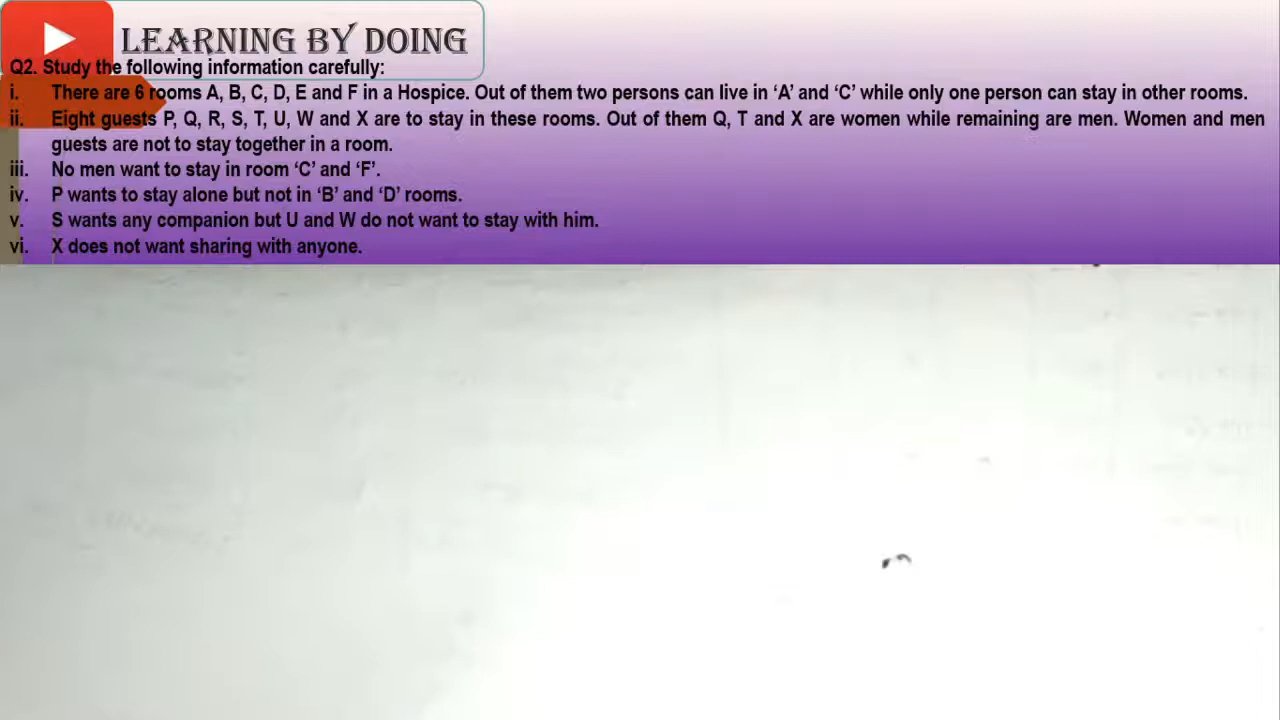 LEARNING BY DOING
Q2. Study the following information carefully:
i. There are 6 rooms A, B, C, D, E and F in a Hospice. Out of them two persons can live in ‘A’ and ‘C’ while only one person can stay in other rooms.
ii. Eight guests P, Q, R, S, T, U, W and X are to stay in these rooms. Out of them Q, T and X are women while remaining are men. Women and men
guests are not to stay together in a room.
iii. No men want to stay in room ‘C’ and ‘F’.
iv. P wants to stay alone but not in ‘B’ and ‘D’ rooms.
v. S wants any companion but U and W do not want to stay with him.
vi. X does not want sharing with anyone.